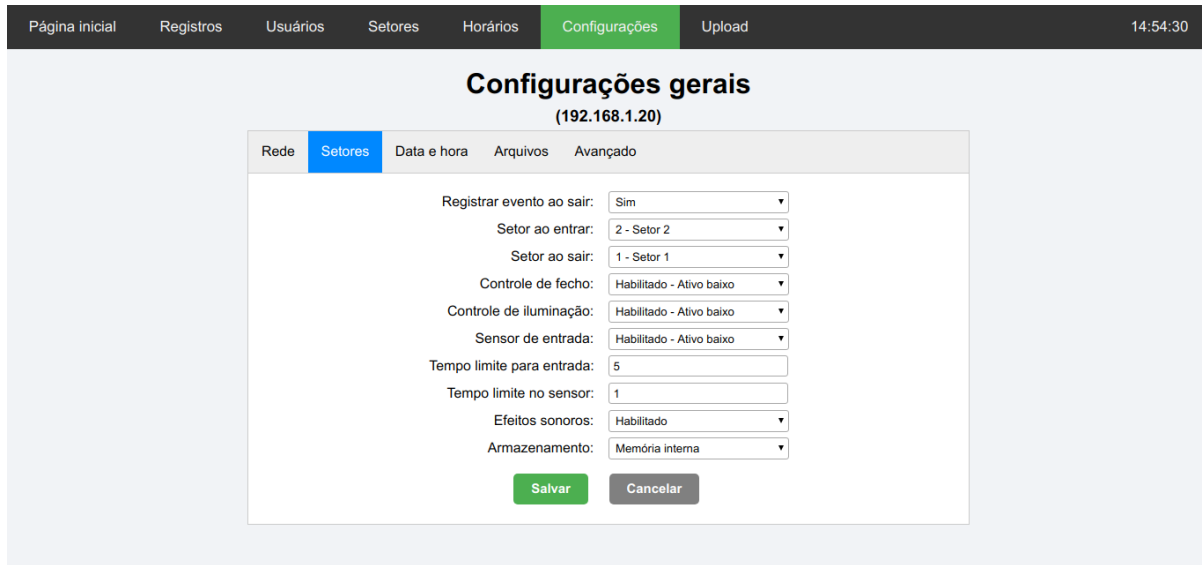 Página inicial Registros Usuários Setores Horários Configurações Upload 14:54:30
Configurações gerais
(192.168.1.20)
Rede Setores Data e hora Arquivos Avançado
Registrar evento ao sair: Sim
Setor ao entrar: 2 - Setor 2
Setor ao sair: 1 - Setor 1
Controle de fecho: Habilitado - Ativo baixo
Controle de iluminação: Habilitado - Ativo baixo
Sensor de entrada: Habilitado - Ativo baixo
Tempo limite para entrada: 5
Tempo limite no sensor: 1
Efeitos sonoros: Habilitado
Armazenamento: Memória interna
Salvar Cancelar